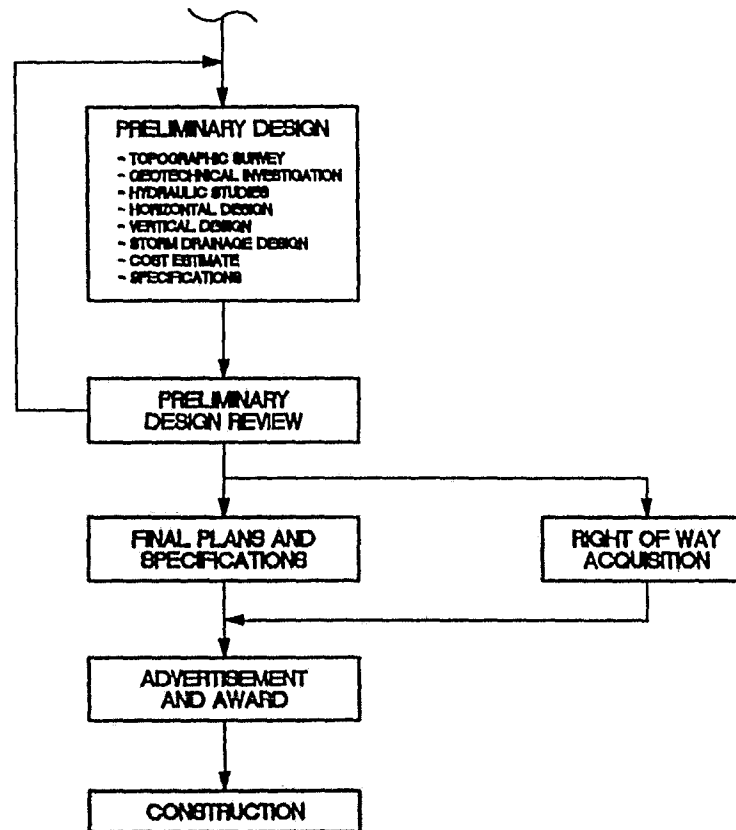 PRELIMINARY DESIGN
- TOPOGRAPHIC SURVEY
- GEOTECHNICAL INVESTIGATION
- HYDRAULIC STUDIES
- HORIZONTAL DESIGN
- VERTICAL DESIGN
- STORM DRAINAGE DESIGN
- COST ESTIMATE
- SPECIFICATIONS
PRELIMINARY
DESIGN REVIEW
FINAL PLANS AND
SPECIFICATIONS
RIGHT OF WAY
ACQUISITION
ADVERTISEMENT
AND AWARD
CONSTRUCTION